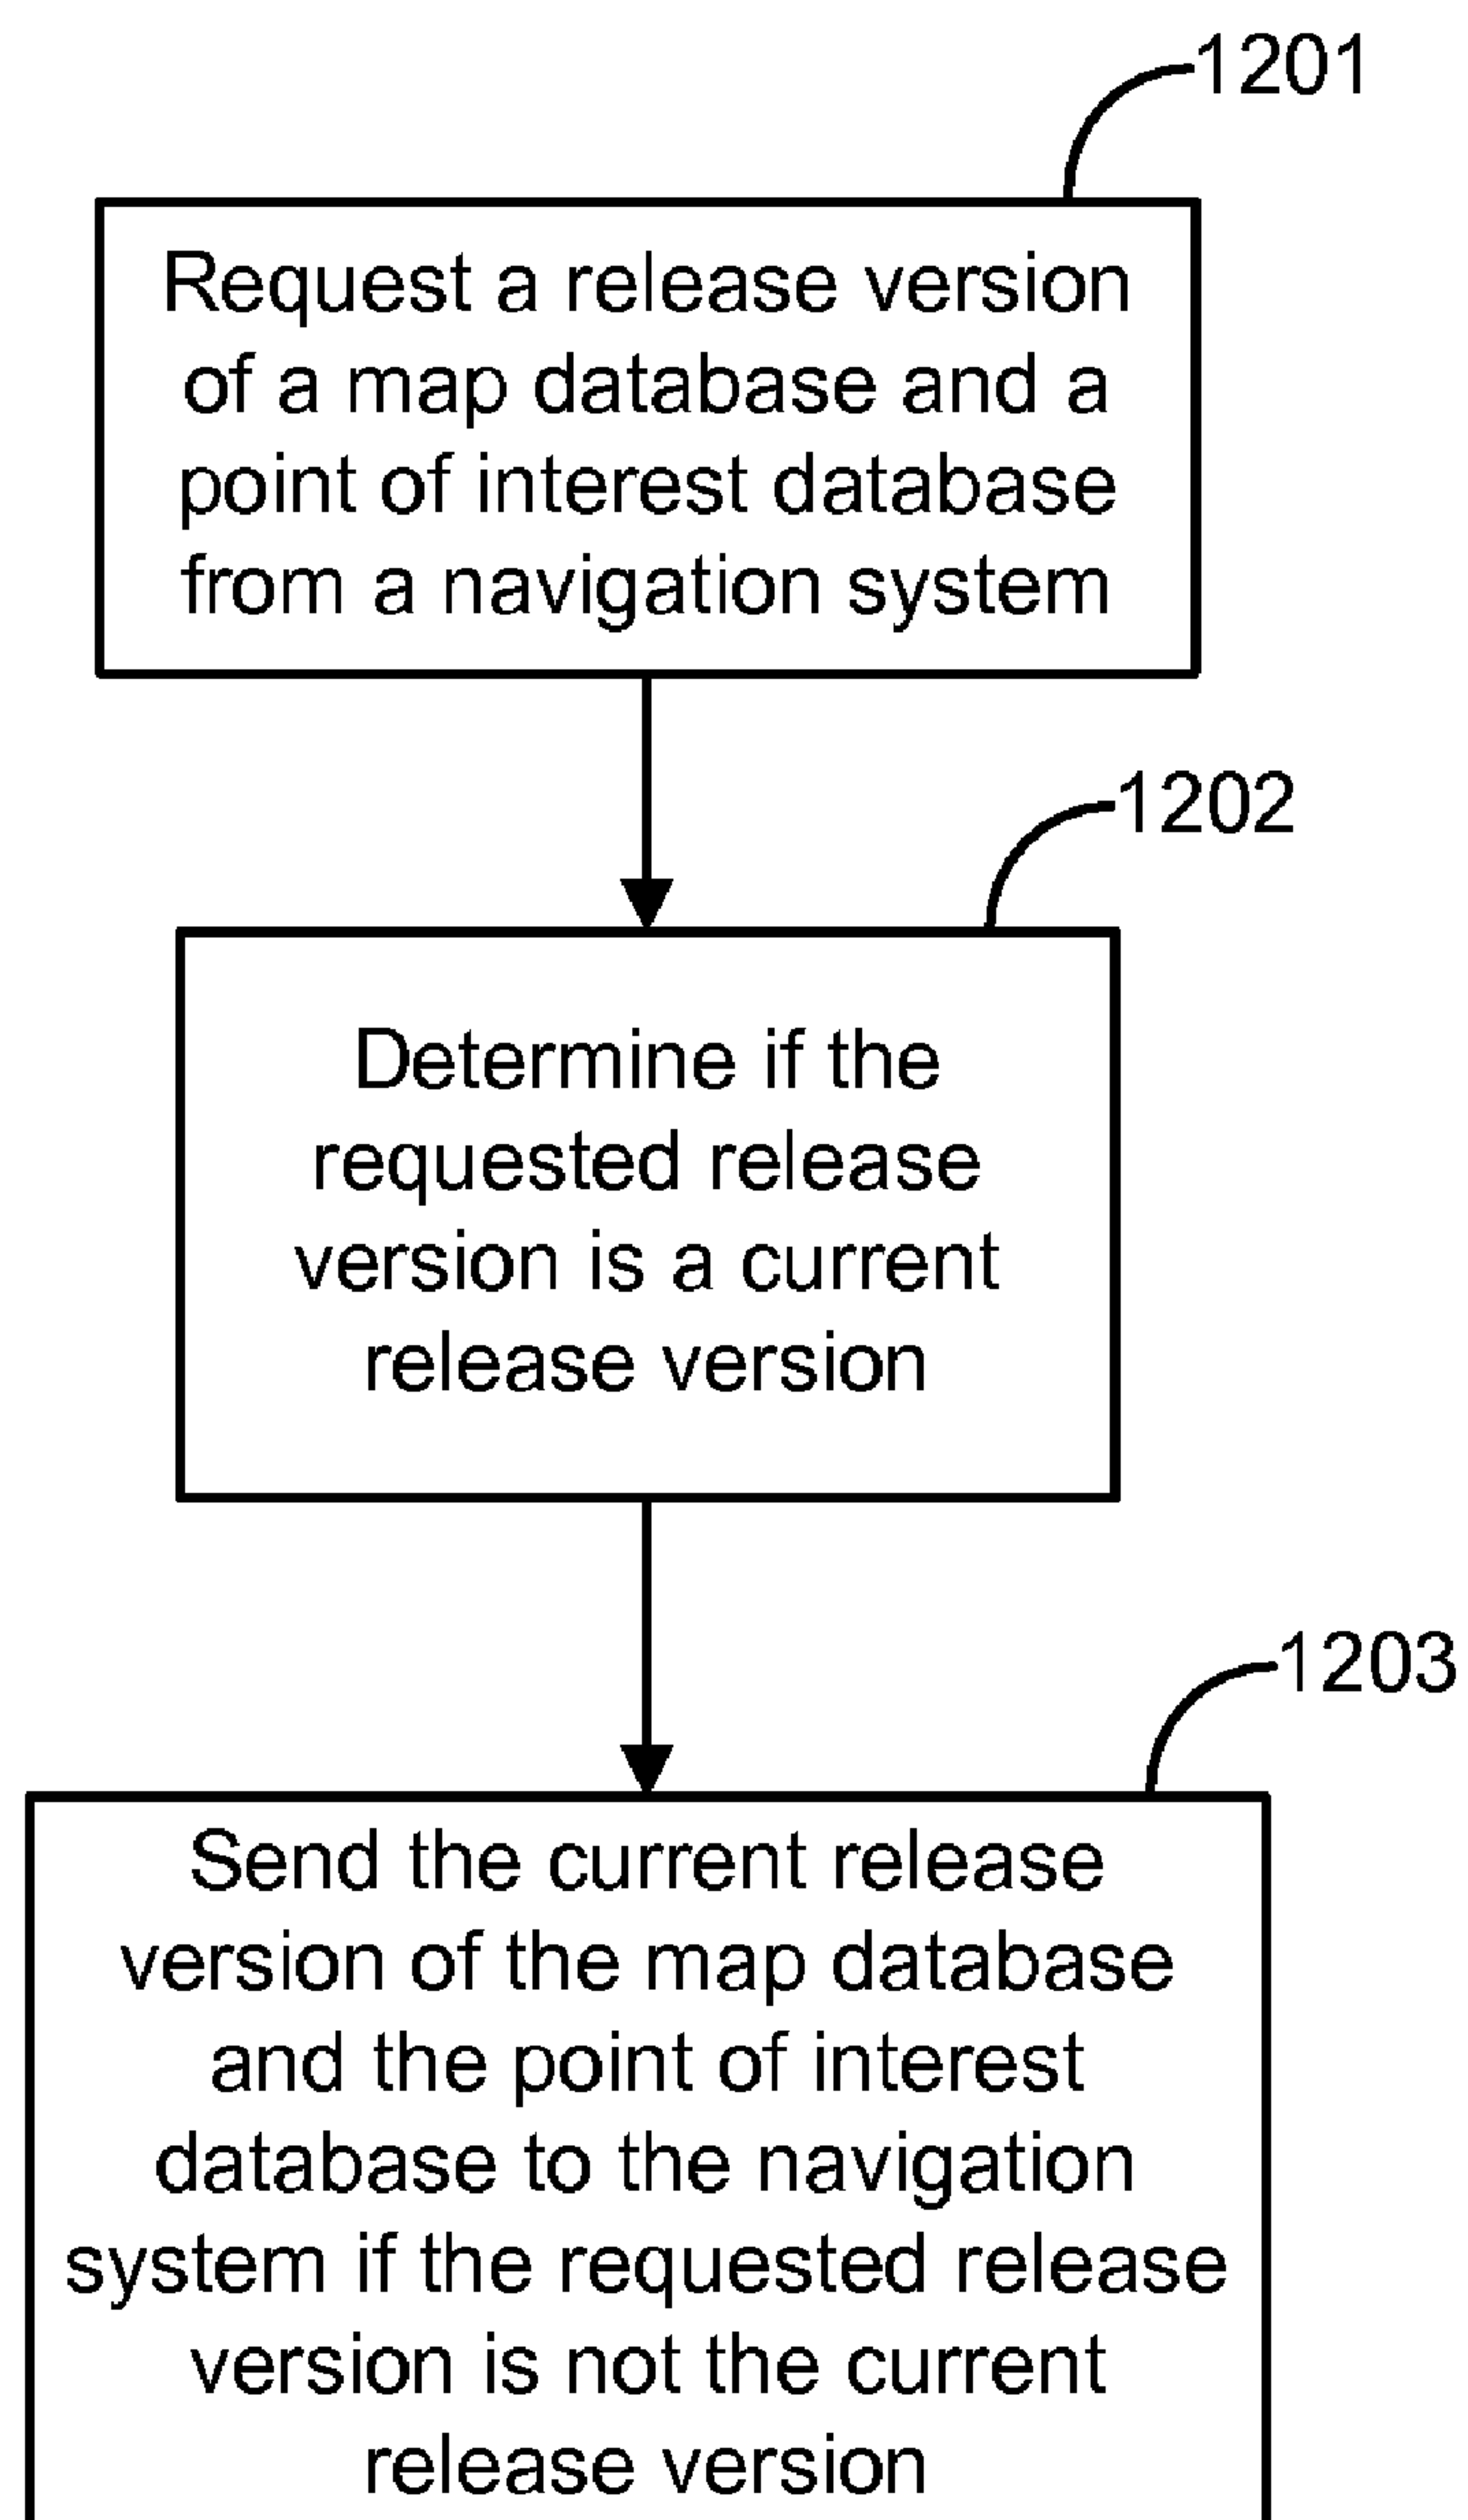 1201
Request a release version
of a map database and a
point of interest database
from a navigation system
1202
Determine if the
requested release
version is a current
release version
1203
Send the current release
version of the map database
and the point of interest
database to the navigation
system if the requested release
version is not the current
release version